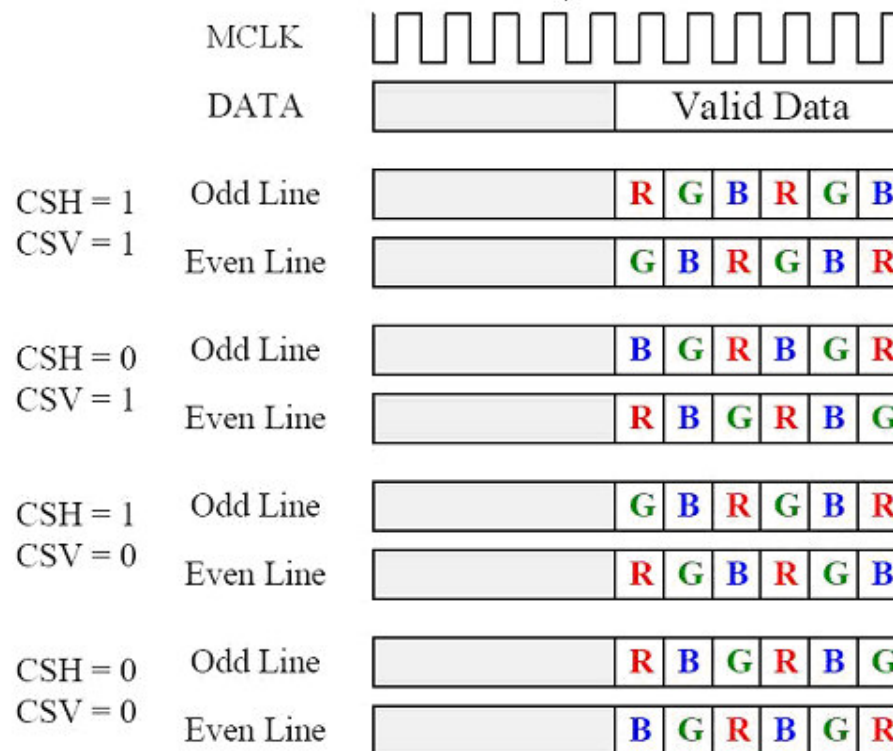 MCLK
DATA Valid Data
CSH = 1
CSV = 1
Odd Line R G B R G B
Even Line G B R G B R
CSH = 0
CSV = 1
Odd Line B G R B G R
Even Line R B G R B G
CSH = 1
CSV = 0
Odd Line G B R G B R
Even Line R G B R G B
CSH = 0
CSV = 0
Odd Line R B G R B G
Even Line B G R B G R